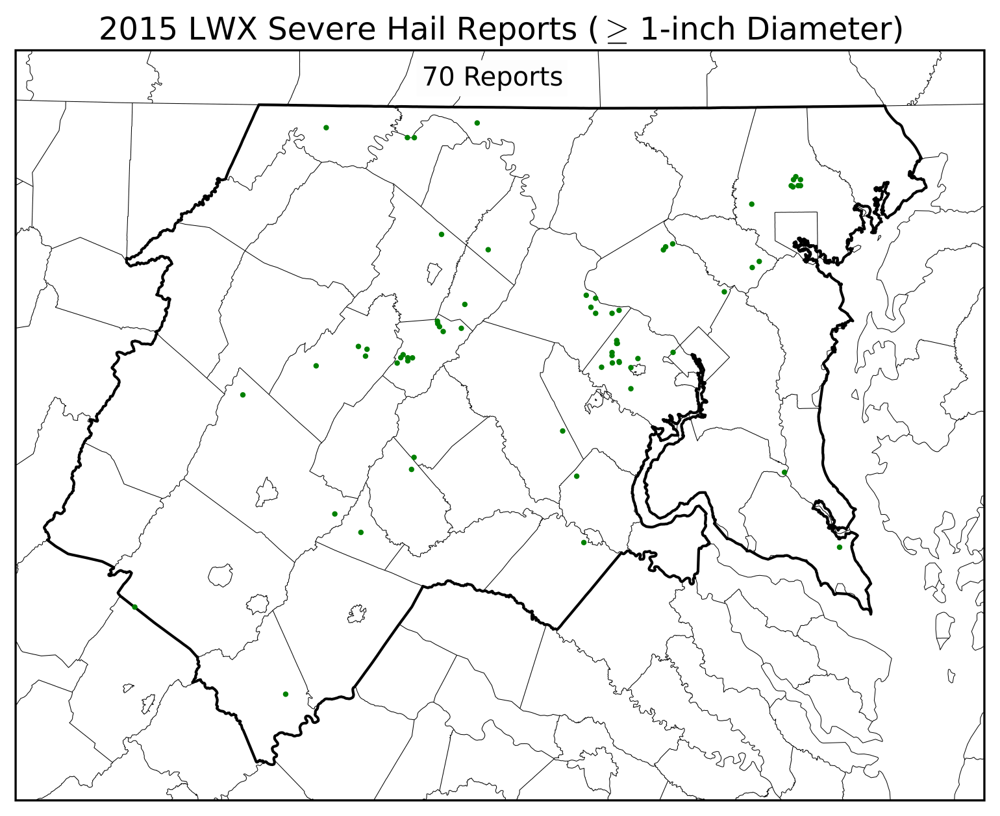 2015 LWX Severe Hail Reports ( ≥ 1-inch Diameter)
70 Reports